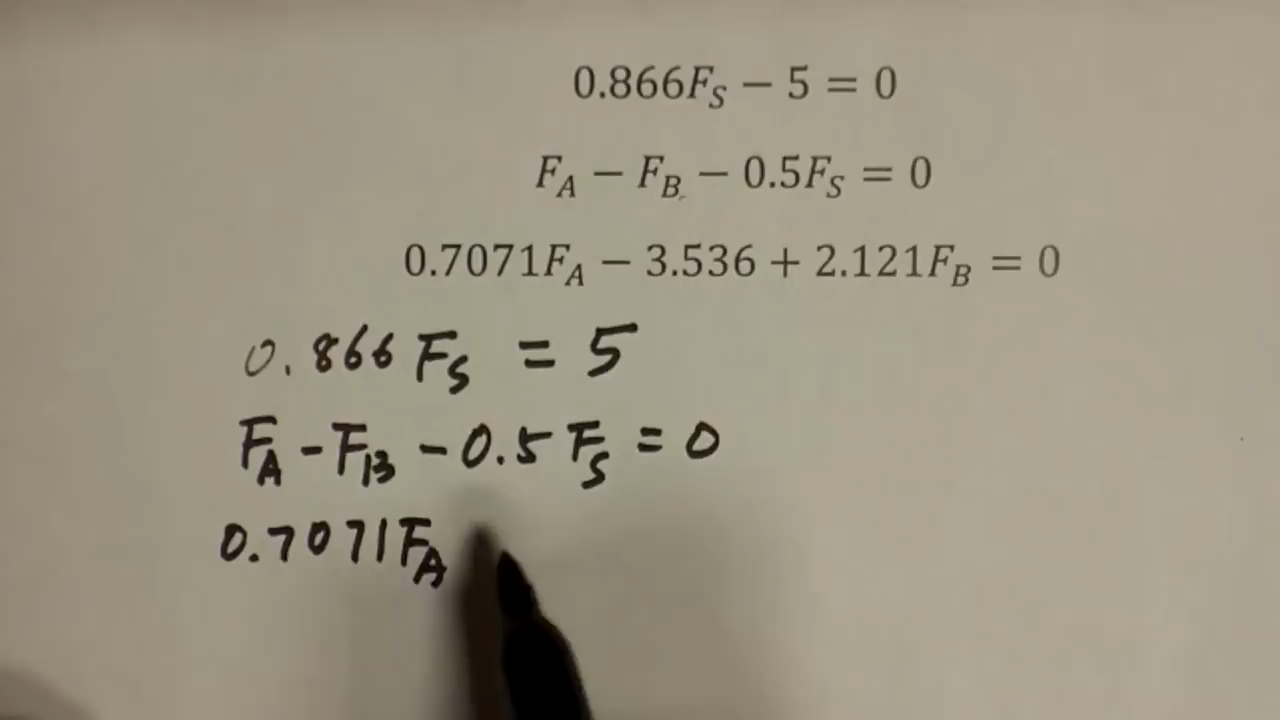 0.866F_S − 5 = 0
F_A − F_B − 0.5F_S = 0
0.7071F_A − 3.536 + 2.121F_B = 0
0.866 F_S = 5
F_A - F_B - 0.5 F_S = 0
0.7071F_A